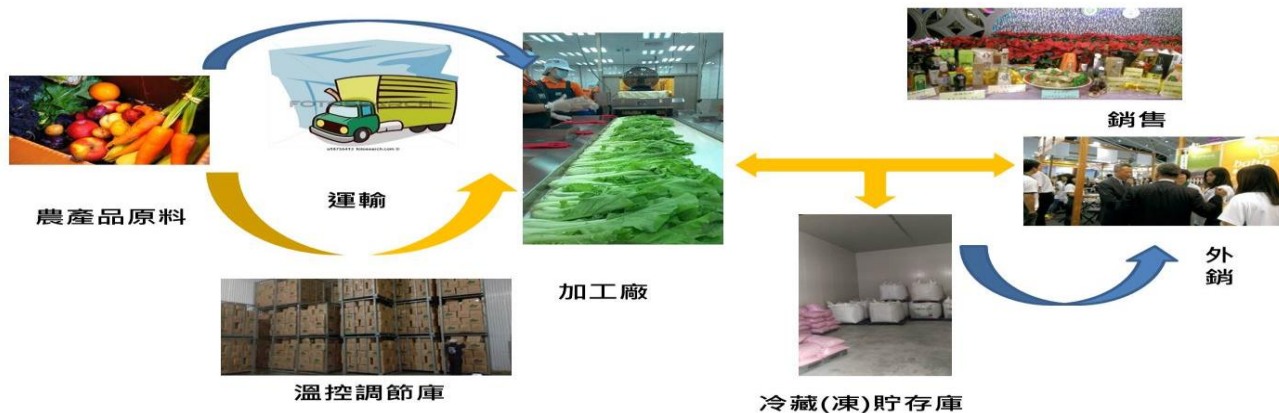 銷售
運輸
農產品原料
外
銷
加工廠
溫控調節庫
冷藏(凍)貯存庫